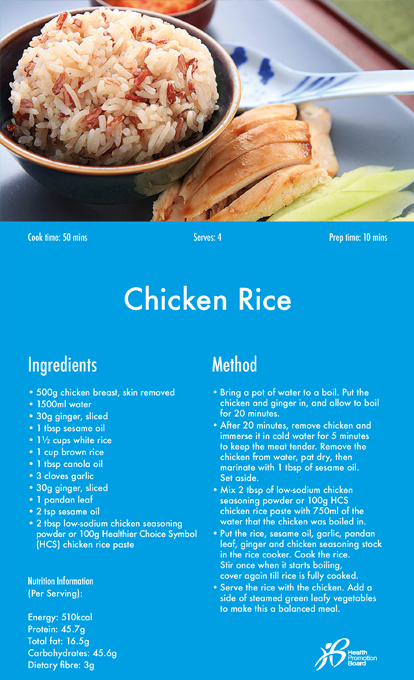 Cook time: 50 mins
Serves: 4
Prep time: 10 mins
Chicken Rice
Ingredients
• 500g chicken breast, skin removed
• 1500ml water
• 30g ginger, sliced
• 1 tbsp sesame oil
• 1½ cups white rice
• 1 cup brown rice
• 1 tbsp canola oil
• 3 cloves garlic
• 30g ginger, sliced
• 1 pandan leaf
• 2 tsp sesame oil
• 2 tbsp low-sodium chicken seasoning
powder or 100g Healthier Choice Symbol
(HCS) chicken rice paste
Nutrition Information
(Per Serving):
Energy: 510kcal
Protein: 45.7g
Total fat: 16.5g
Carbohydrates: 45.6g
Dietary fibre: 3g
Method
• Bring a pot of water to a boil. Put the
chicken and ginger in, and allow to boil
for 20 minutes.
• After 20 minutes, remove chicken and
immerse it in cold water for 5 minutes
to keep the meat tender. Remove the
chicken from water, pat dry, then
marinate with 1 tbsp of sesame oil.
Set aside.
• Mix 2 tbsp of low-sodium chicken
seasoning powder or 100g HCS
chicken rice paste with 750ml of the
water that the chicken was boiled in.
• Put the rice, sesame oil, garlic, pandan
leaf, ginger and chicken seasoning stock
in the rice cooker. Cook the rice.
Stir once when it starts boiling,
cover again till rice is fully cooked.
• Serve the rice with the chicken. Add a
side of steamed green leafy vegetables
to make this a balanced meal.
Health
Promotion
Board